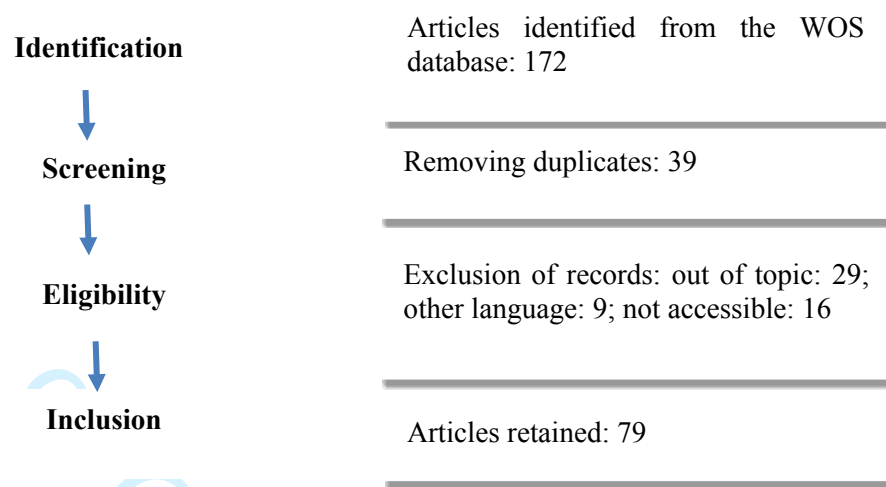 Identification
Articles identified from the WOS
database: 172
Screening
Removing duplicates: 39
Eligibility
Exclusion of records: out of topic: 29;
other language: 9; not accessible: 16
Inclusion
Articles retained: 79